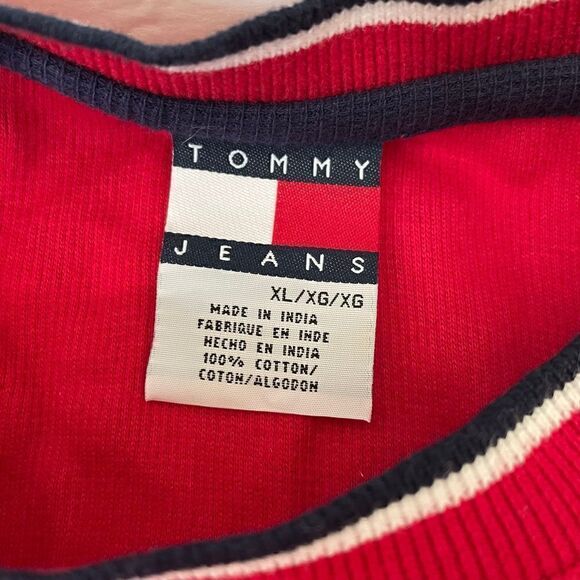 TOMMY
JEANS
XL/XG/XG
MADE IN INDIA
FABRIQUE EN INDE
HECHO EN INDIA
100% COTTON/
COTON/ALGODON